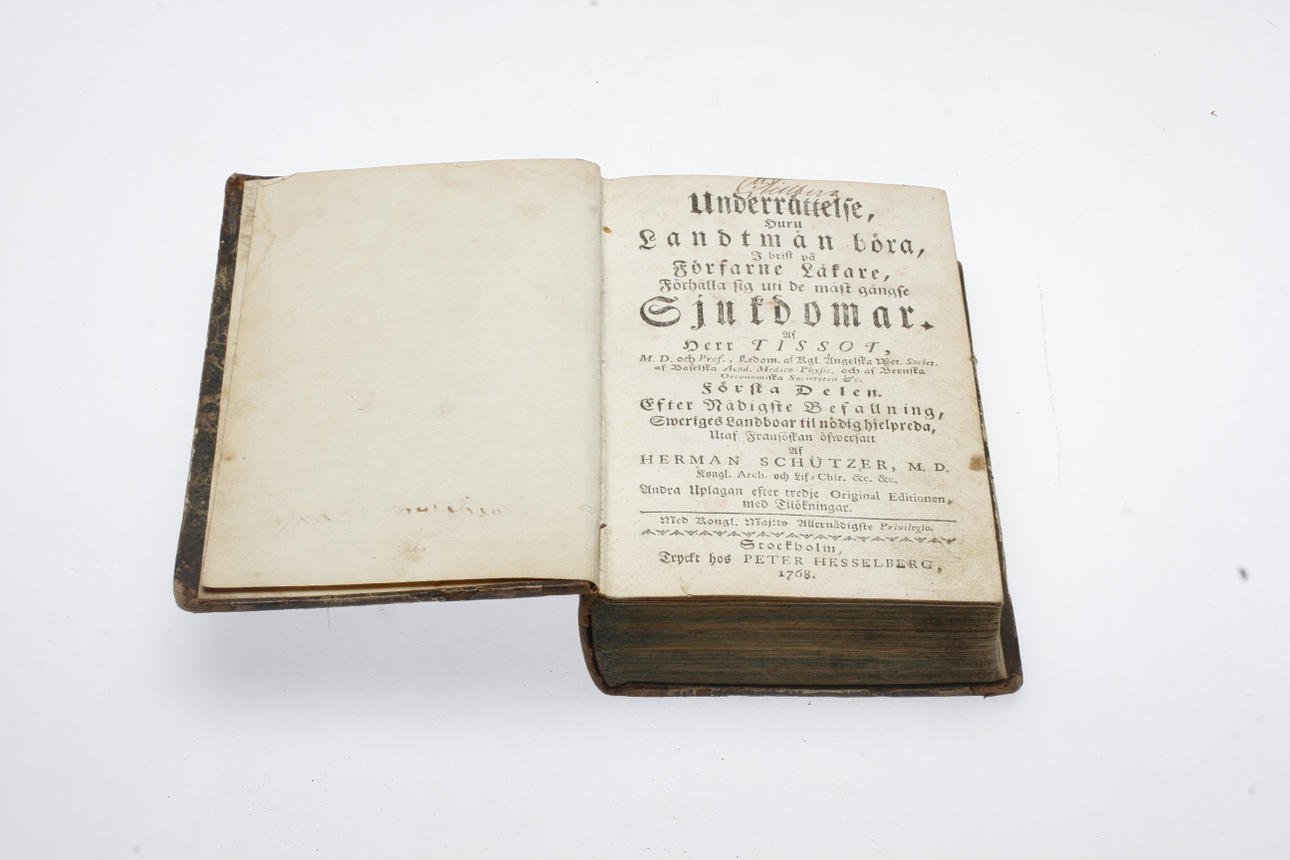 Underrättelse,
Huru
Landtmän böra,
I brist på
Förfarne Läkare,
Förhålla sig uti de mäst gångse
Sjukdomar.
Af
Herr TISSOT,
M. D. och Prof., Ledam. af Kgl. Ängelska Wet. Societ.
af Baselska Acad. Medico Physic. och af Bernska
Oeconomiska Societeten &c.
Första Delen.
Efter Nådigste Befallning,
Sweriges Landboar til nödig hjelpreda,
Utaf Fransöskan öfwersatt
Af
HERMAN SCHÜTZER, M. D.
Kongl. Arch. och Lif-Chir. &c. &c.
Andra Uplagan efter tredje Original Editionen,
med Tilökningar.
Med Kongl. Maj:ts Allernådigste Privilegio.
Stockholm,
Tryckt hos PETER HESSELBERG,
1768.